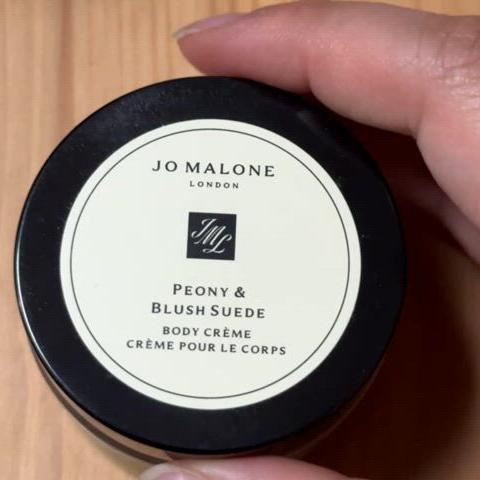 JO MALONE
LONDON
JML
PEONY &
BLUSH SUEDE
BODY CRÈME
CRÈME POUR LE CORPS